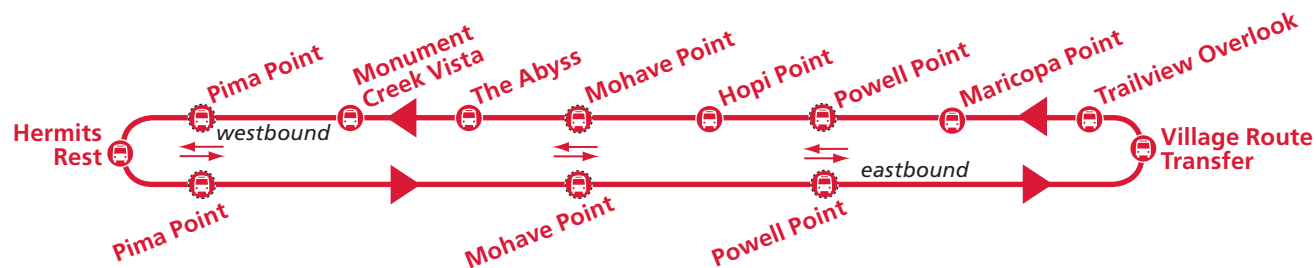 Pima Point
Monument
Creek Vista
The Abyss
Mohave Point
Hopi Point
Powell Point
Maricopa Point
Trailview Overlook
Hermits
Rest
westbound
Village Route
Transfer
eastbound
Pima Point
Mohave Point
Powell Point